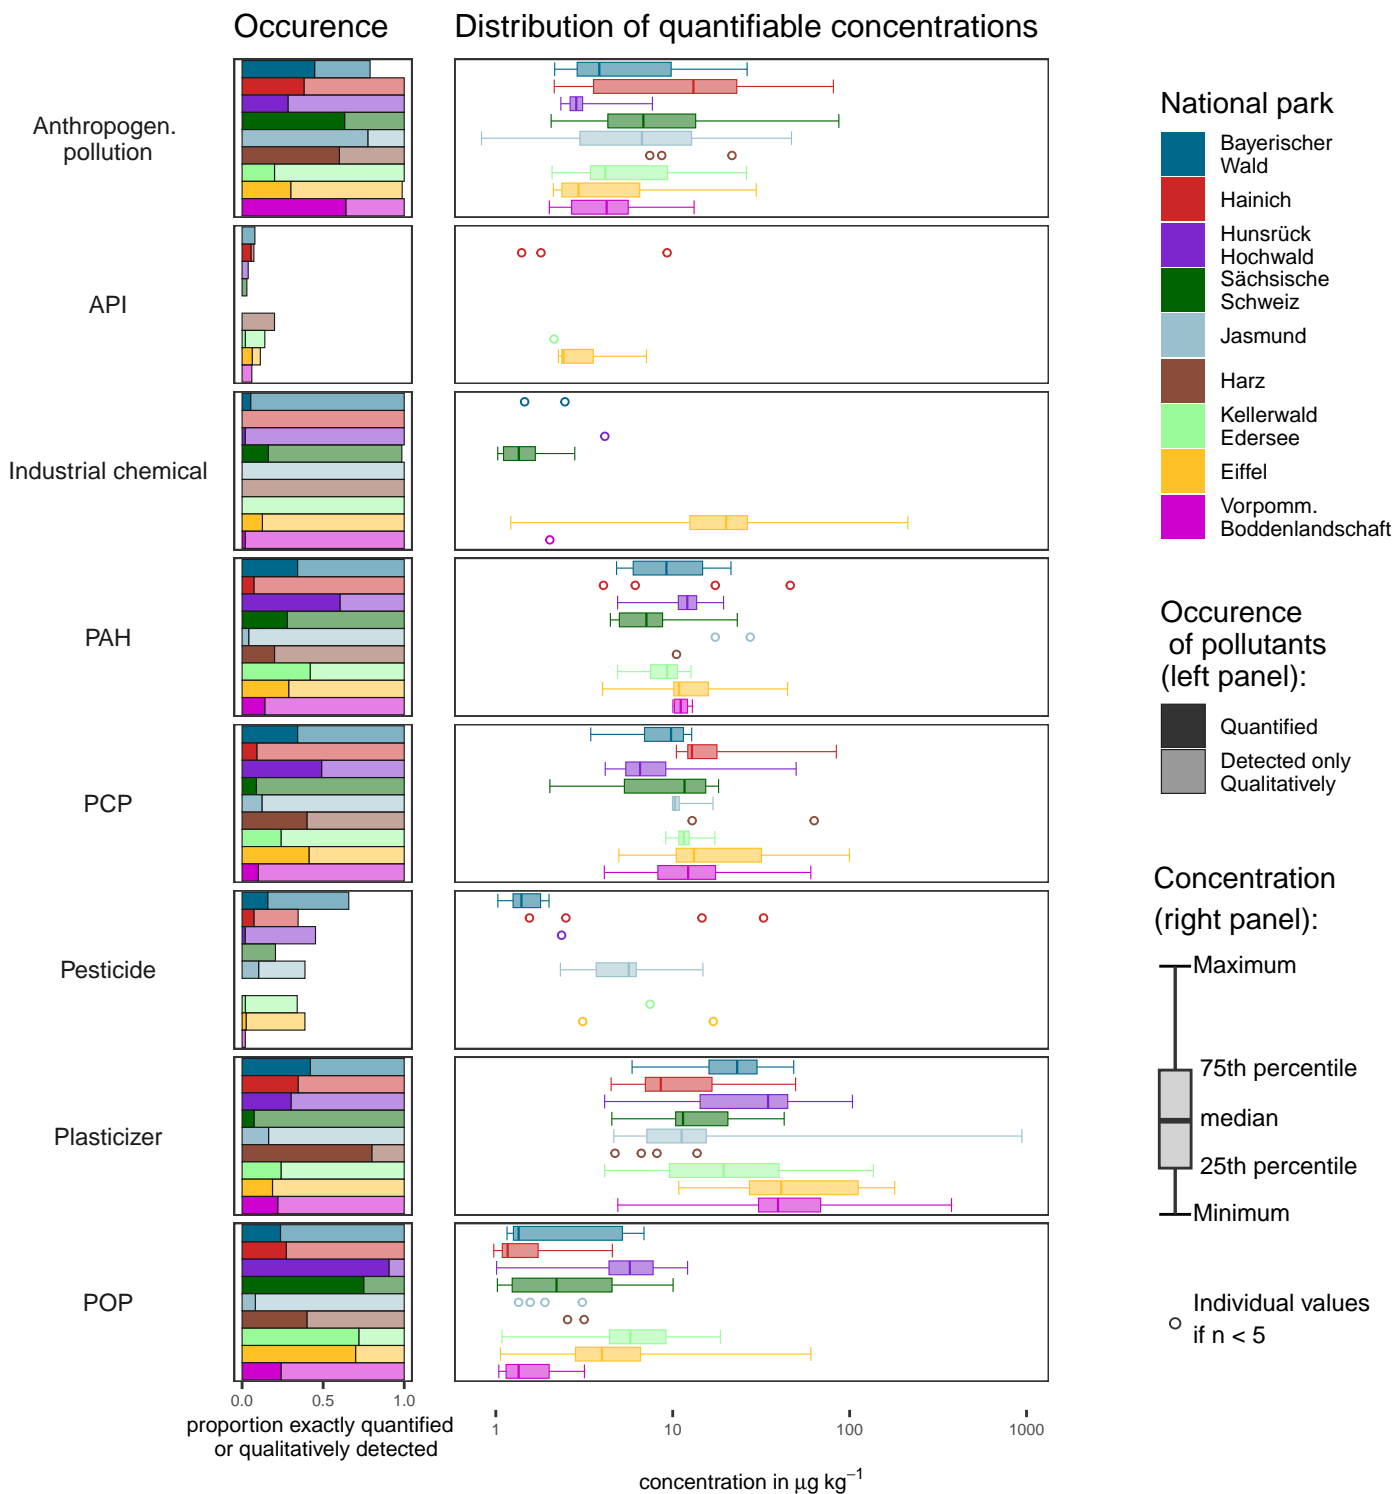 Occurence
Distribution of quantifiable concentrations
Anthropogen.
pollution
API
Industrial chemical
PAH
PCP
Pesticide
Plasticizer
POP
0.0
0.5
1.0
proportion exactly quantified
or qualitatively detected
1
10
100
1000
concentration in μg kg⁻¹
National park
Bayerischer
Wald
Hainich
Hunsrück
Hochwald
Sächsische
Schweiz
Jasmund
Harz
Kellerwald
Edersee
Eiffel
Vorpomm.
Boddenlandschaft
Occurence
of pollutants
(left panel):
Quantified
Detected only
Qualitatively
Concentration
(right panel):
Maximum
75th percentile
median
25th percentile
Minimum
Individual values
if n < 5